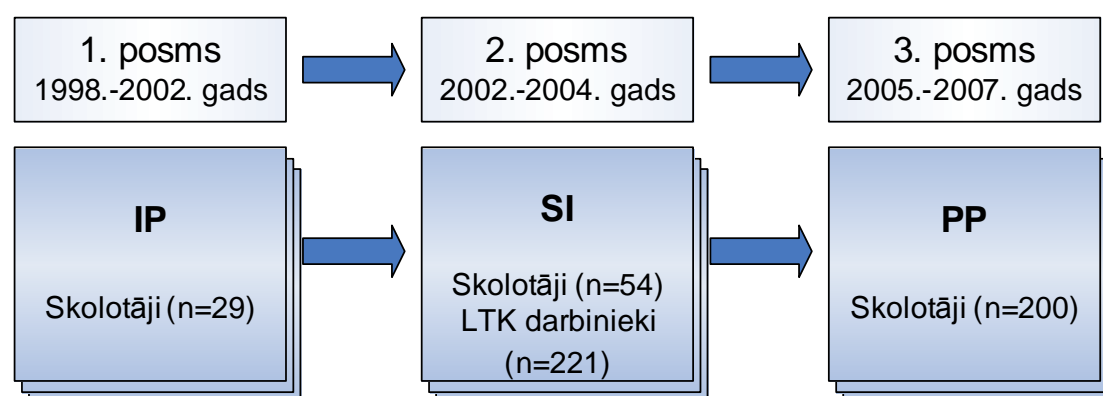 1. posms
1998.-2002. gads
2. posms
2002.-2004. gads
3. posms
2005.-2007. gads
IP
Skolotāji (n=29)
SI
Skolotāji (n=54)
LTK darbinieki
(n=221)
PP
Skolotāji (n=200)